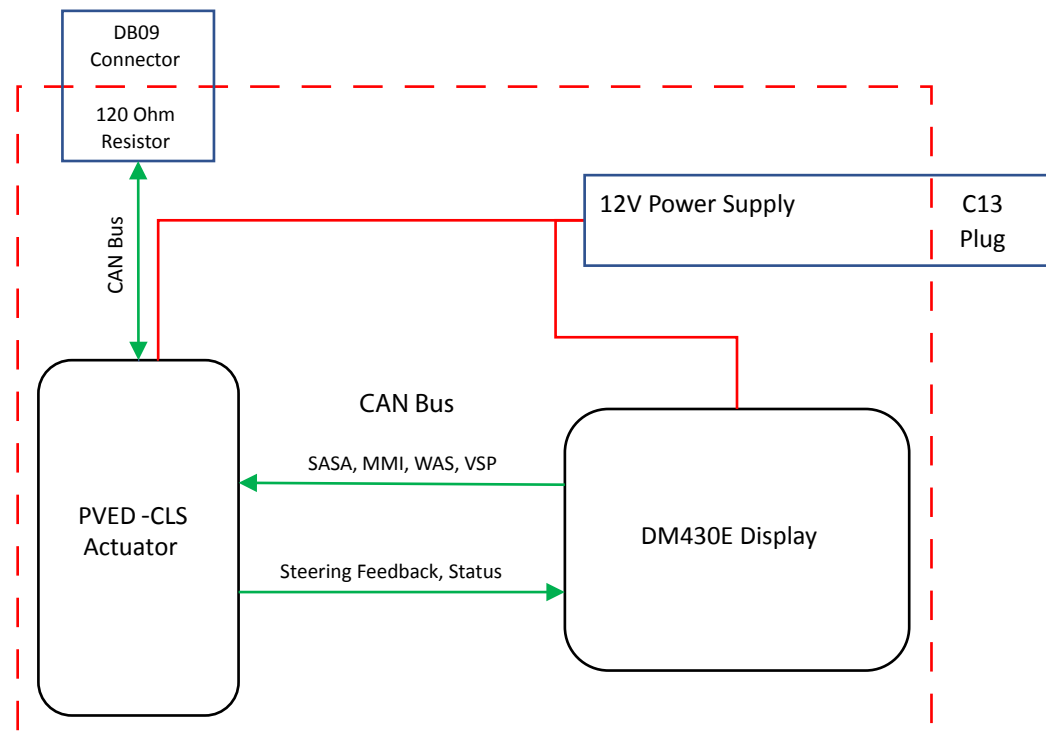 DB09
Connector
120 Ohm
Resistor
CAN Bus
12V Power Supply
C13
Plug
CAN Bus
SASA, MMI, WAS, VSP
PVED -CLS
Actuator
DM430E Display
Steering Feedback, Status